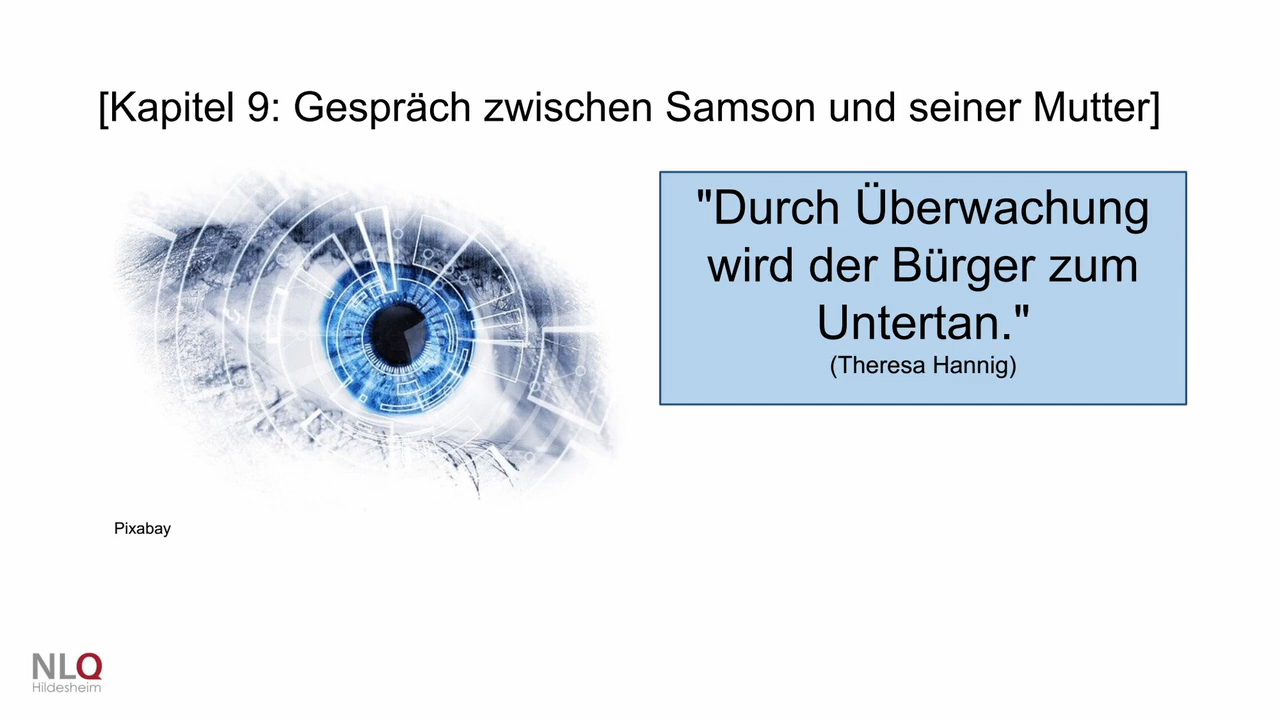 [Kapitel 9: Gespräch zwischen Samson und seiner Mutter]
"Durch Überwachung
wird der Bürger zum
Untertan."
(Theresa Hannig)
Pixabay
NLQ
Hildesheim